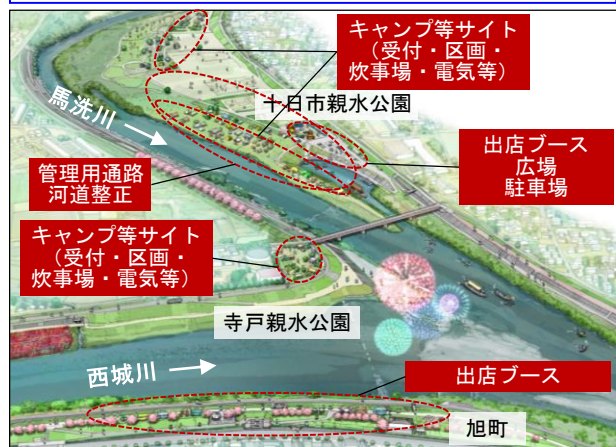 キャンプ等サイト
（受付・区画・
炊事場・電気等）
十日市親水公園
馬洗川
出店ブース
広場
駐車場
管理用通路
河道整正
キャンプ等サイト
（受付・区画・
炊事場・電気等）
寺戸親水公園
西城川
出店ブース
旭町